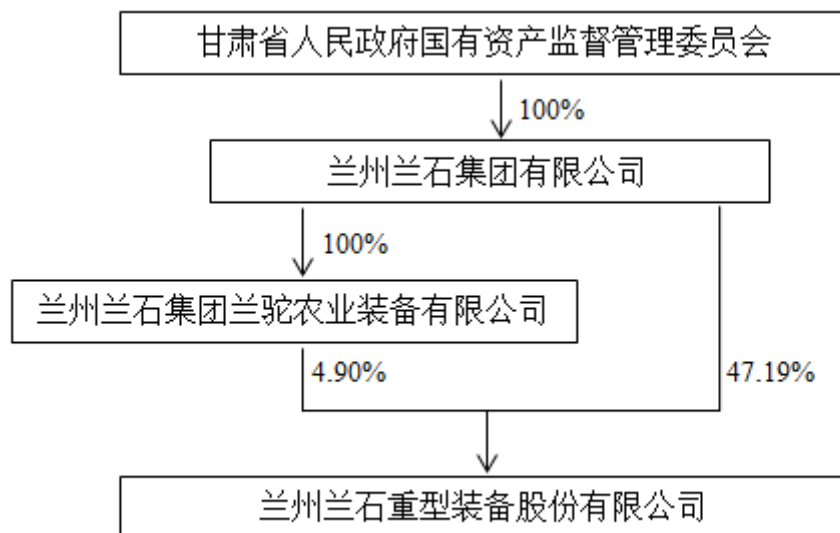 甘肃省人民政府国有资产监督管理委员会
100%
兰州兰石集团有限公司
100%
兰州兰石集团兰驼农业装备有限公司
4.90%
47.19%
兰州兰石重型装备股份有限公司